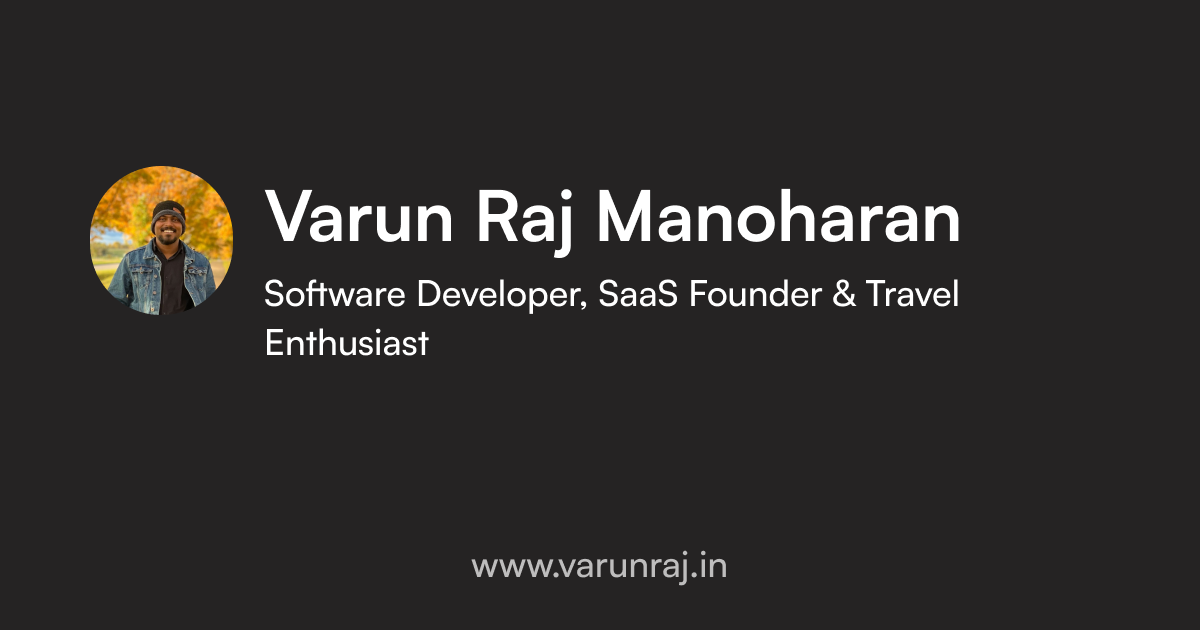 Varun Raj Manoharan
Software Developer, SaaS Founder & Travel
Enthusiast
www.varunraj.in